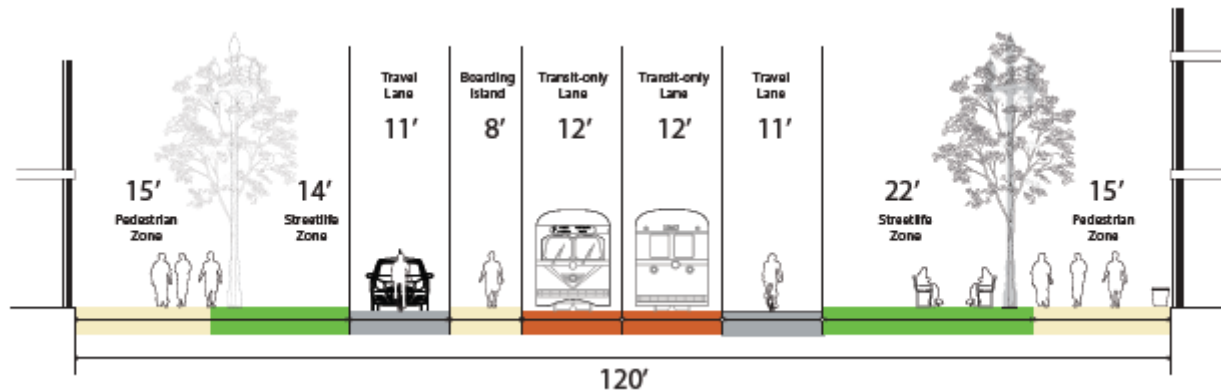 Travel
Lane
11'
Boarding
Island
8'
Transit-only
Lane
12'
Transit-only
Lane
12'
Travel
Lane
11'
15'
Pedestrian
Zone
14'
Streetlife
Zone
22'
Streetlife
Zone
15'
Pedestrian
Zone
120'